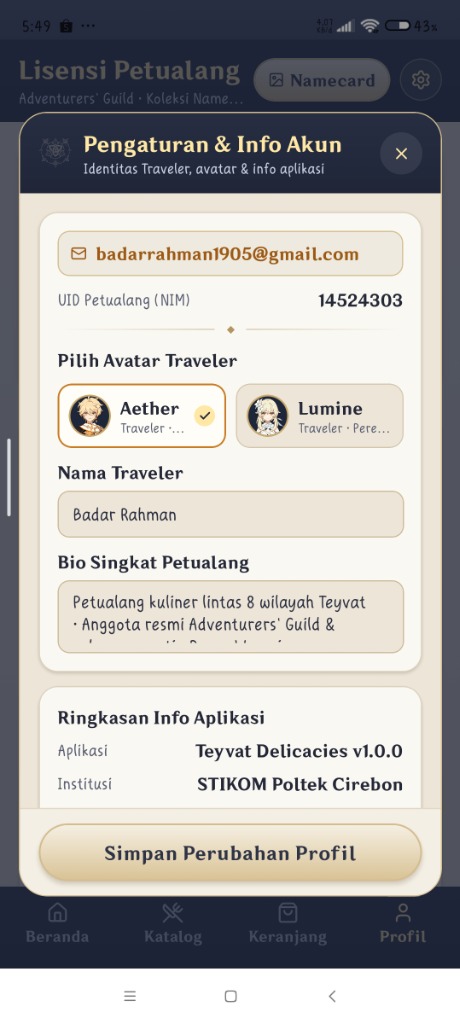 5:49
43%
Lisensi Petualang
Namecard
Adventurers' Guild · Koleksi Name...
Pengaturan & Info Akun
Identitas Traveler, avatar & info aplikasi
badarrahman1905@gmail.com
UID Petualang (NIM) 14524303
Pilih Avatar Traveler
Aether
Traveler ·...
Lumine
Traveler · Pere...
Nama Traveler
Badar Rahman
Bio Singkat Petualang
Petualang kuliner lintas 8 wilayah Teyvat
· Anggota resmi Adventurers' Guild &
Ringkasan Info Aplikasi
Aplikasi Teyvat Delicacies v1.0.0
Institusi STIKOM Poltek Cirebon
Simpan Perubahan Profil
Beranda Katalog Keranjang Profil